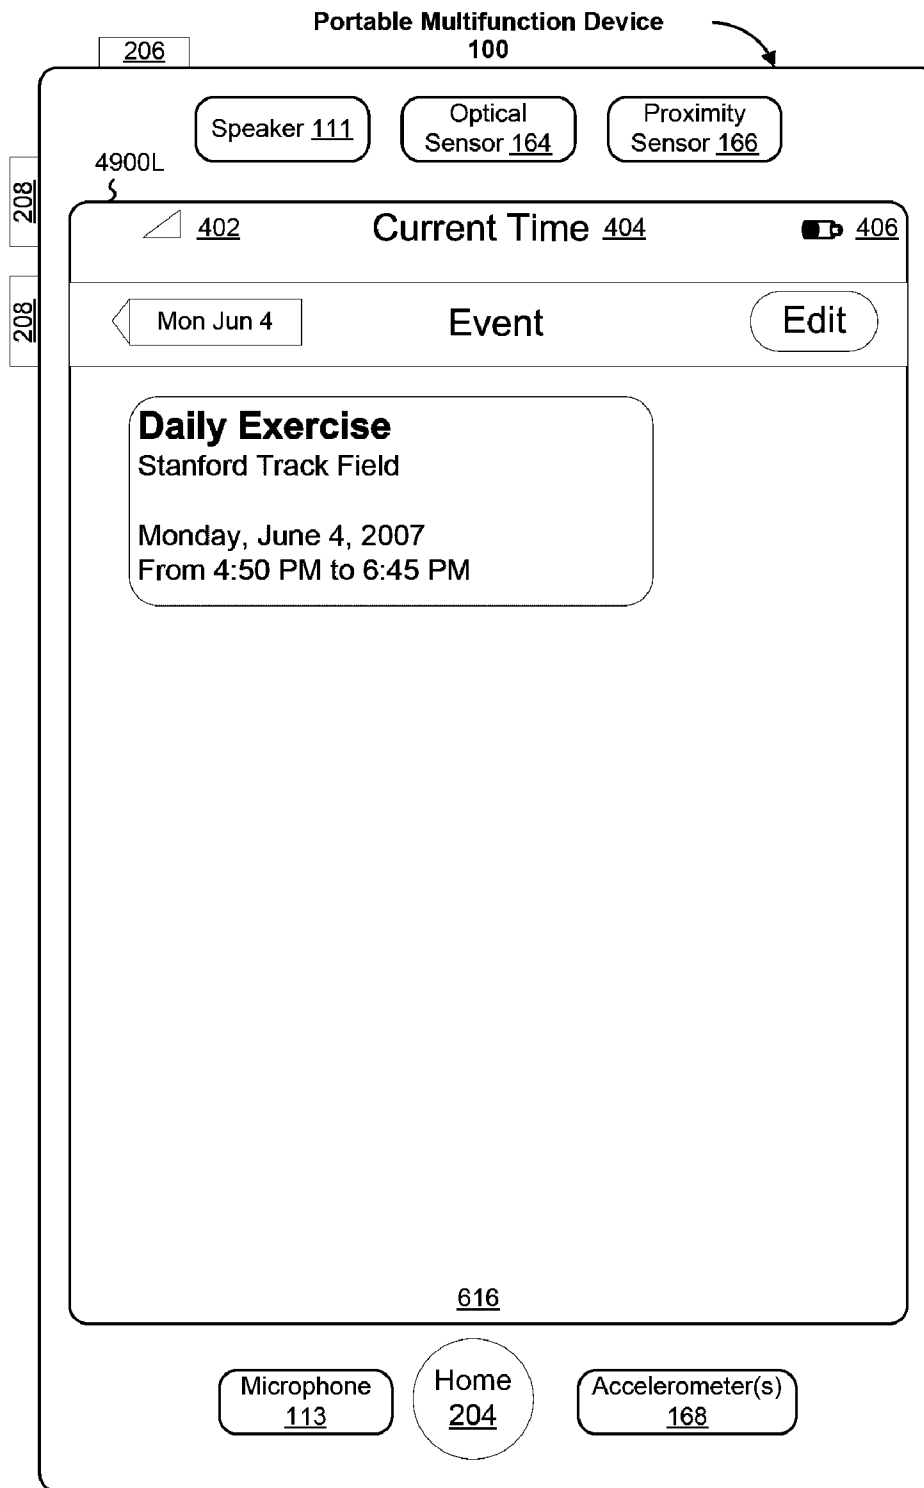 Portable Multifunction Device
100
206
Speaker 111
Optical
Sensor 164
Proximity
Sensor 166
4900L
208
402
Current Time 404
406
208
Mon Jun 4
Event
Edit
Daily Exercise
Stanford Track Field
Monday, June 4, 2007
From 4:50 PM to 6:45 PM
616
Microphone
113
Home
204
Accelerometer(s)
168